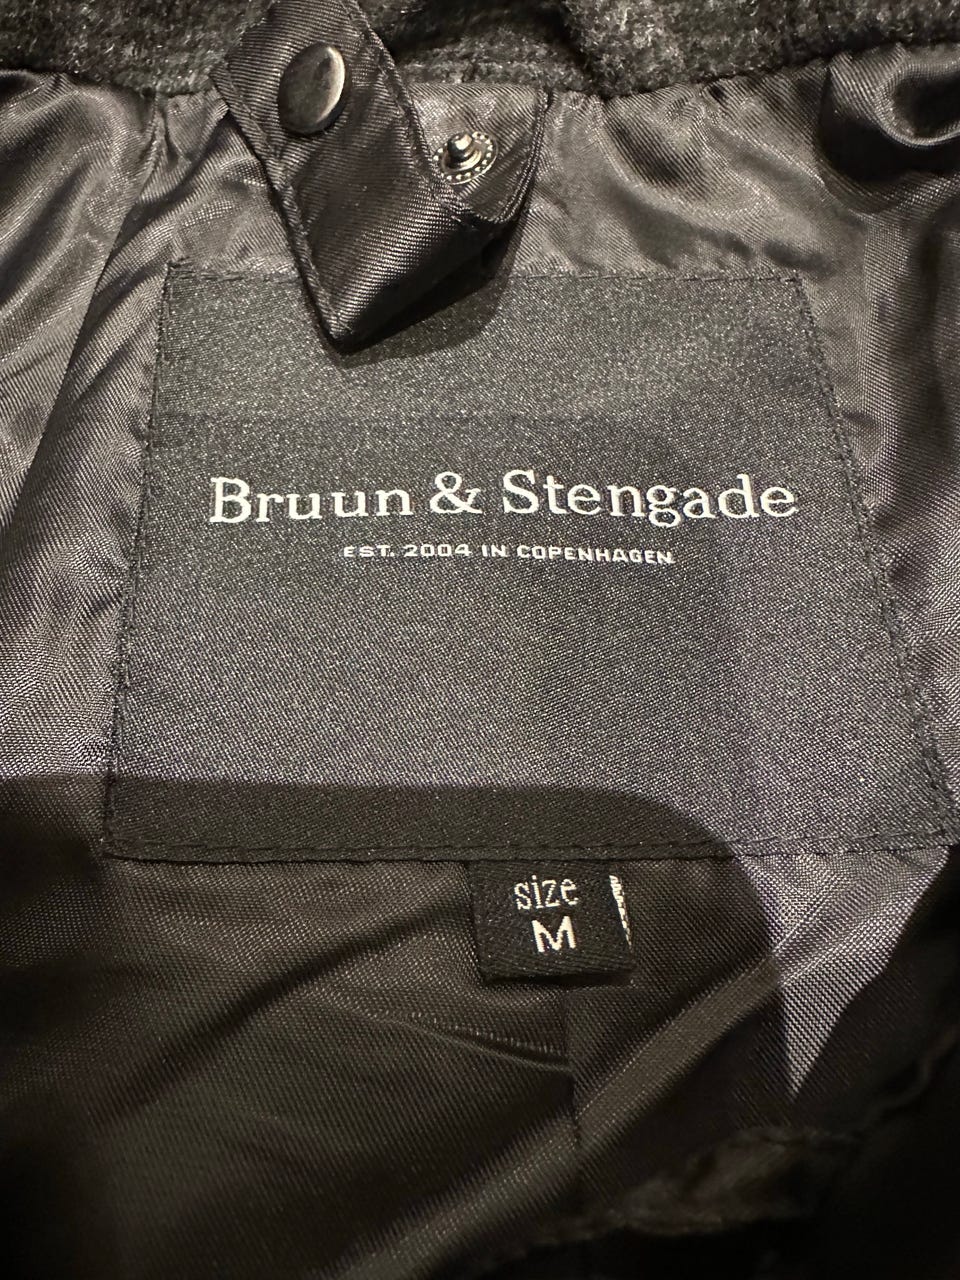 Bruun & Stengade
EST. 2004 IN COPENHAGEN
size
M